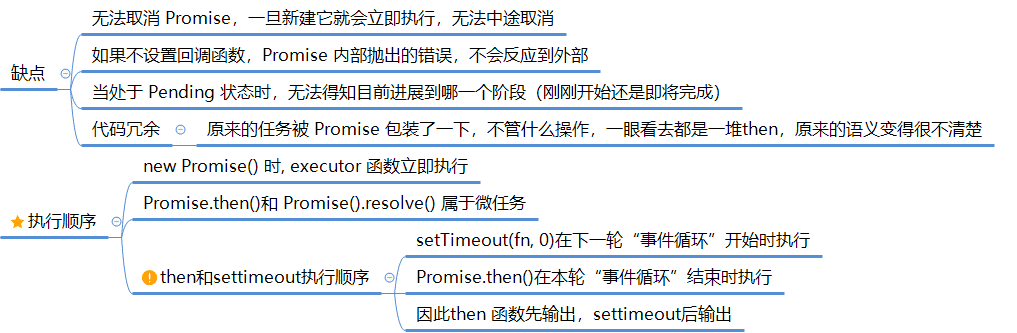 缺点
无法取消 Promise，一旦新建它就会立即执行，无法中途取消
如果不设置回调函数，Promise 内部抛出的错误，不会反应到外部
当处于 Pending 状态时，无法得知目前进展到哪一个阶段（刚刚开始还是即将完成）
代码冗余
原来的任务被 Promise 包装了一下，不管什么操作，一眼看去都是一堆then，原来的语义变得很不清楚
执行顺序
new Promise() 时, executor 函数立即执行
Promise.then()和 Promise().resolve() 属于微任务
then和settimeout执行顺序
setTimeout(fn, 0)在下一轮“事件循环”开始时执行
Promise.then()在本轮“事件循环”结束时执行
因此then 函数先输出，settimeout后输出